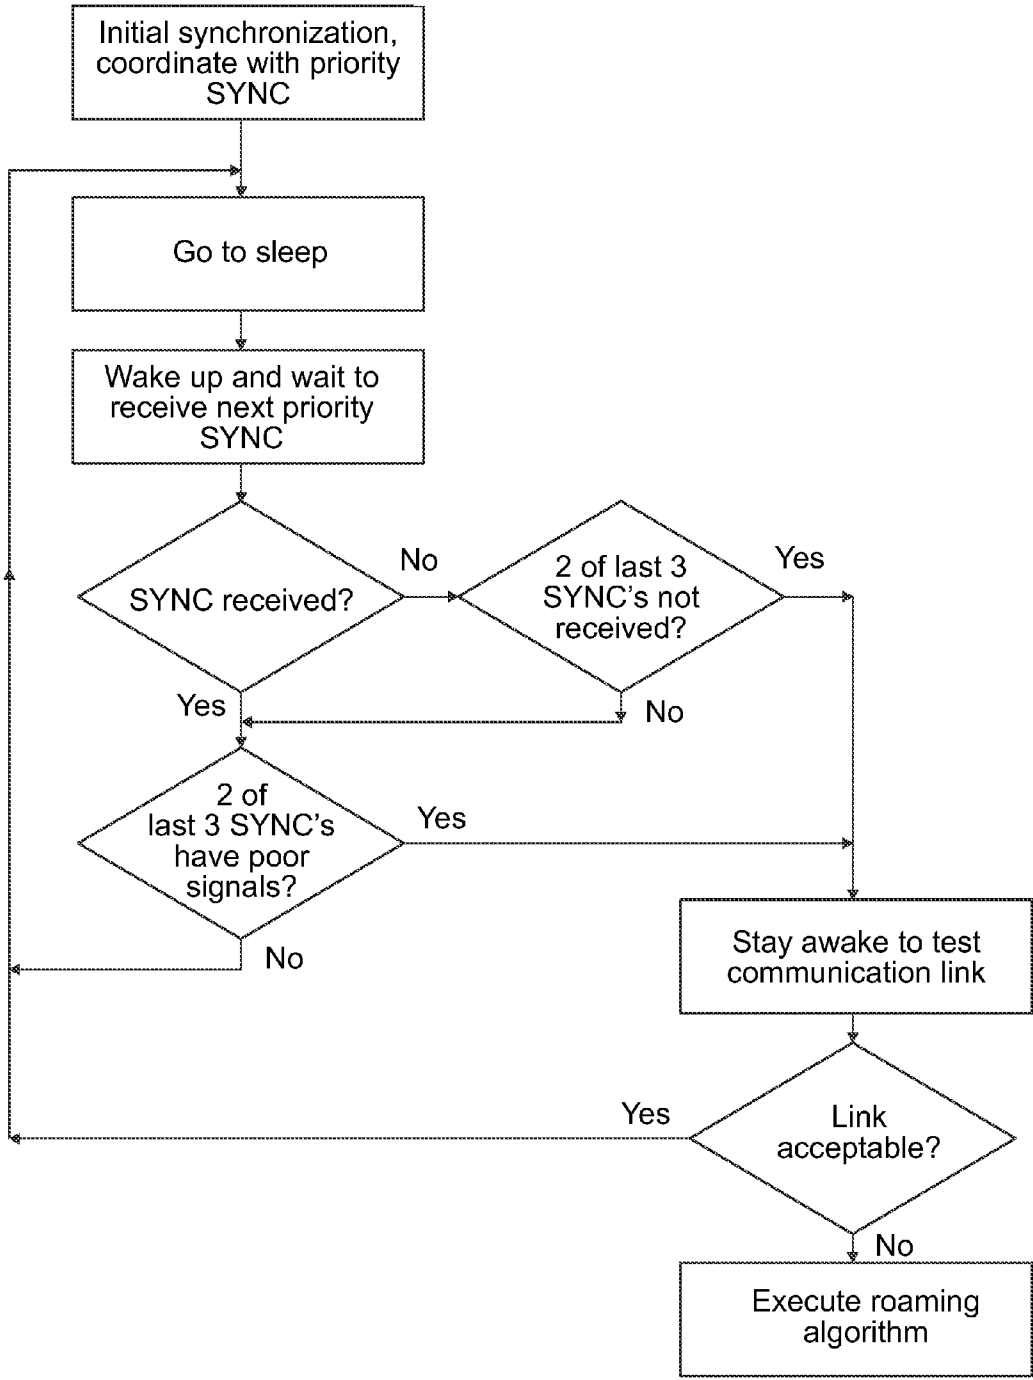 Initial synchronization,
coordinate with priority
SYNC
Go to sleep
Wake up and wait to
receive next priority
SYNC
SYNC received?
No
2 of last 3
SYNC's not
received?
Yes
Yes
No
2 of
last 3 SYNC's
have poor
signals?
Yes
No
Stay awake to test
communication link
Link
acceptable?
Yes
No
Execute roaming
algorithm